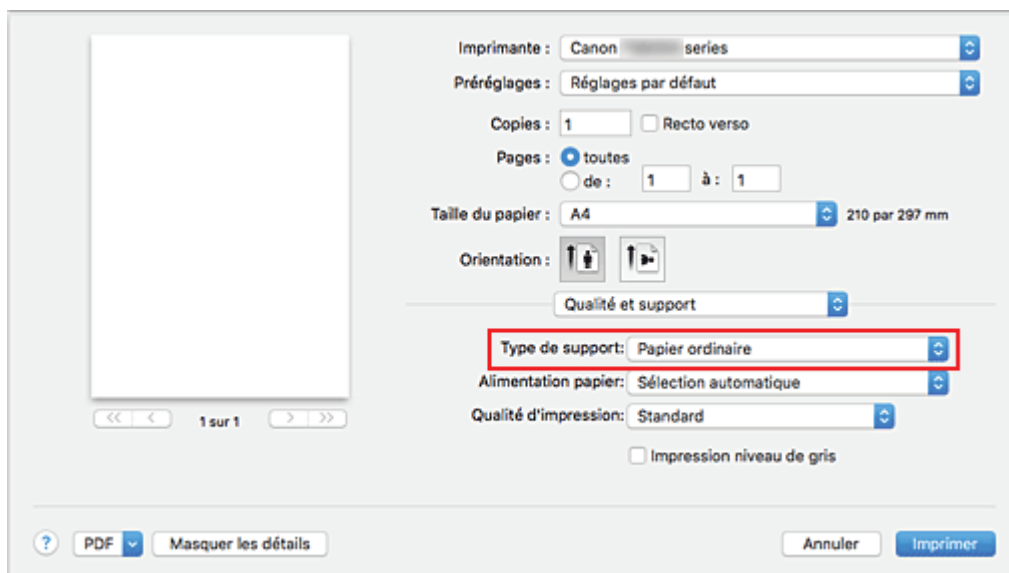 Imprimante : Canon series
Préréglages : Réglages par défaut
Copies : 1 Recto verso
Pages : toutes
de : 1 à : 1
Taille du papier : A4 210 par 297 mm
Orientation :
Qualité et support
Type de support: Papier ordinaire
Alimentation papier: Sélection automatique
Qualité d'impression: Standard
Impression niveau de gris
<< < 1 sur 1 > >>
? PDF Masquer les détails Annuler Imprimer